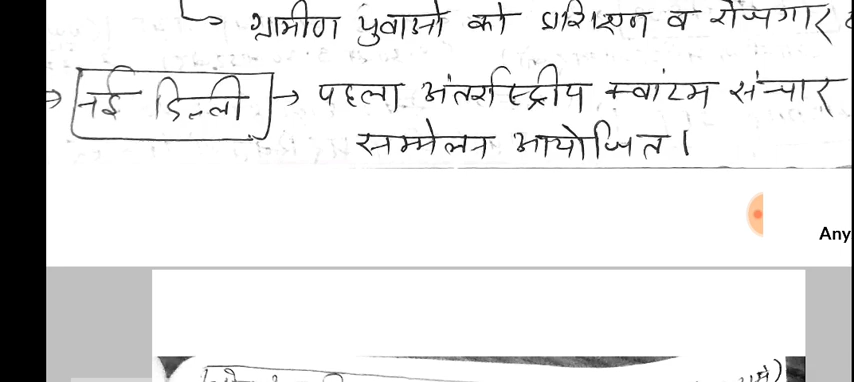 ग्रामीण युवाओं को प्रशिक्षण व रोजगार
→ नई दिल्ली → पहला अंतर्राष्ट्रीय क्वांटम संचार
सम्मेलन आयोजित।
Any